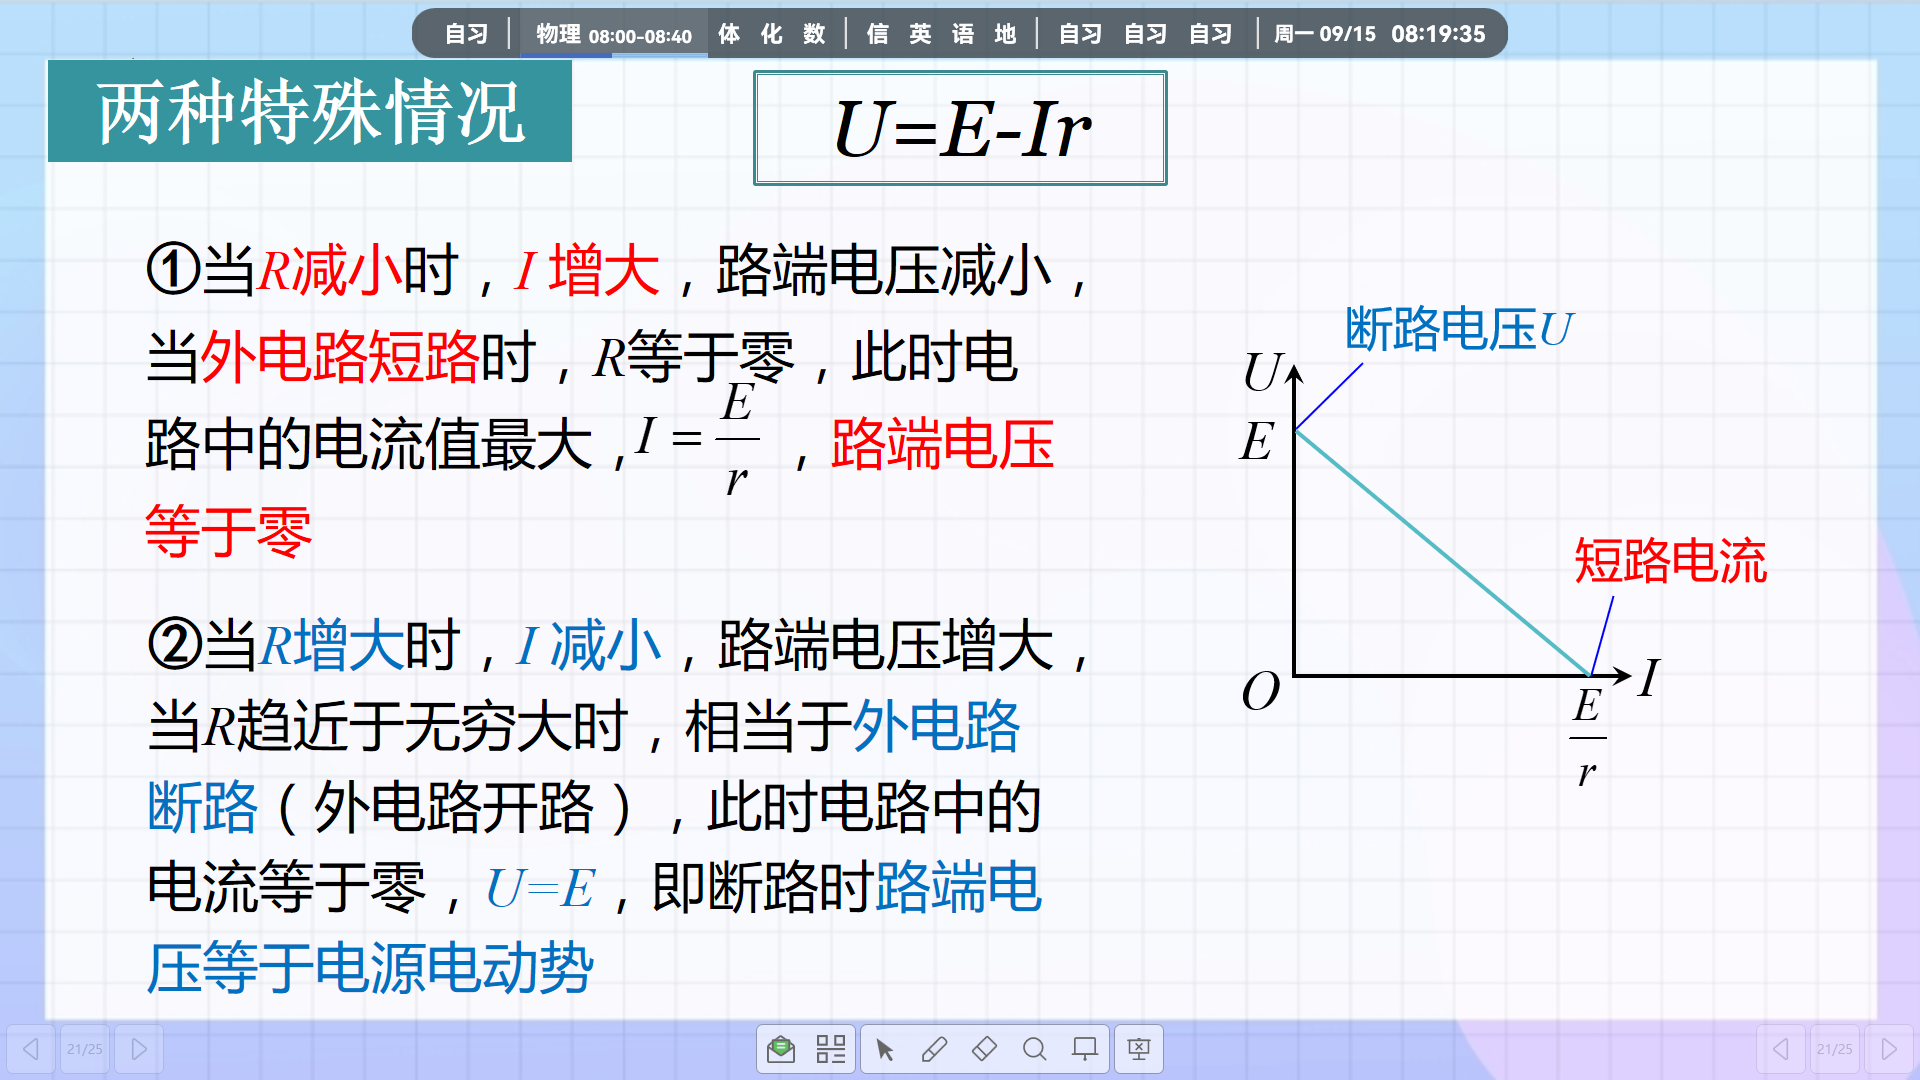 自习 物理 08:00-08:40 体 化 数 信 英 语 地 自习 自习 自习 周一 09/15 08:19:35
两种特殊情况
U=E-Ir
①当R减小时，I 增大，路端电压减小，
当外电路短路时，R等于零，此时电
路中的电流值最大，I = E/r ，路端电压
等于零
②当R增大时，I 减小，路端电压增大，
当R趋近于无穷大时，相当于外电路
断路（外电路开路），此时电路中的
电流等于零，U=E，即断路时路端电
压等于电源电动势
断路电压U
U
E
短路电流
O
I
E/r
21/25
21/25